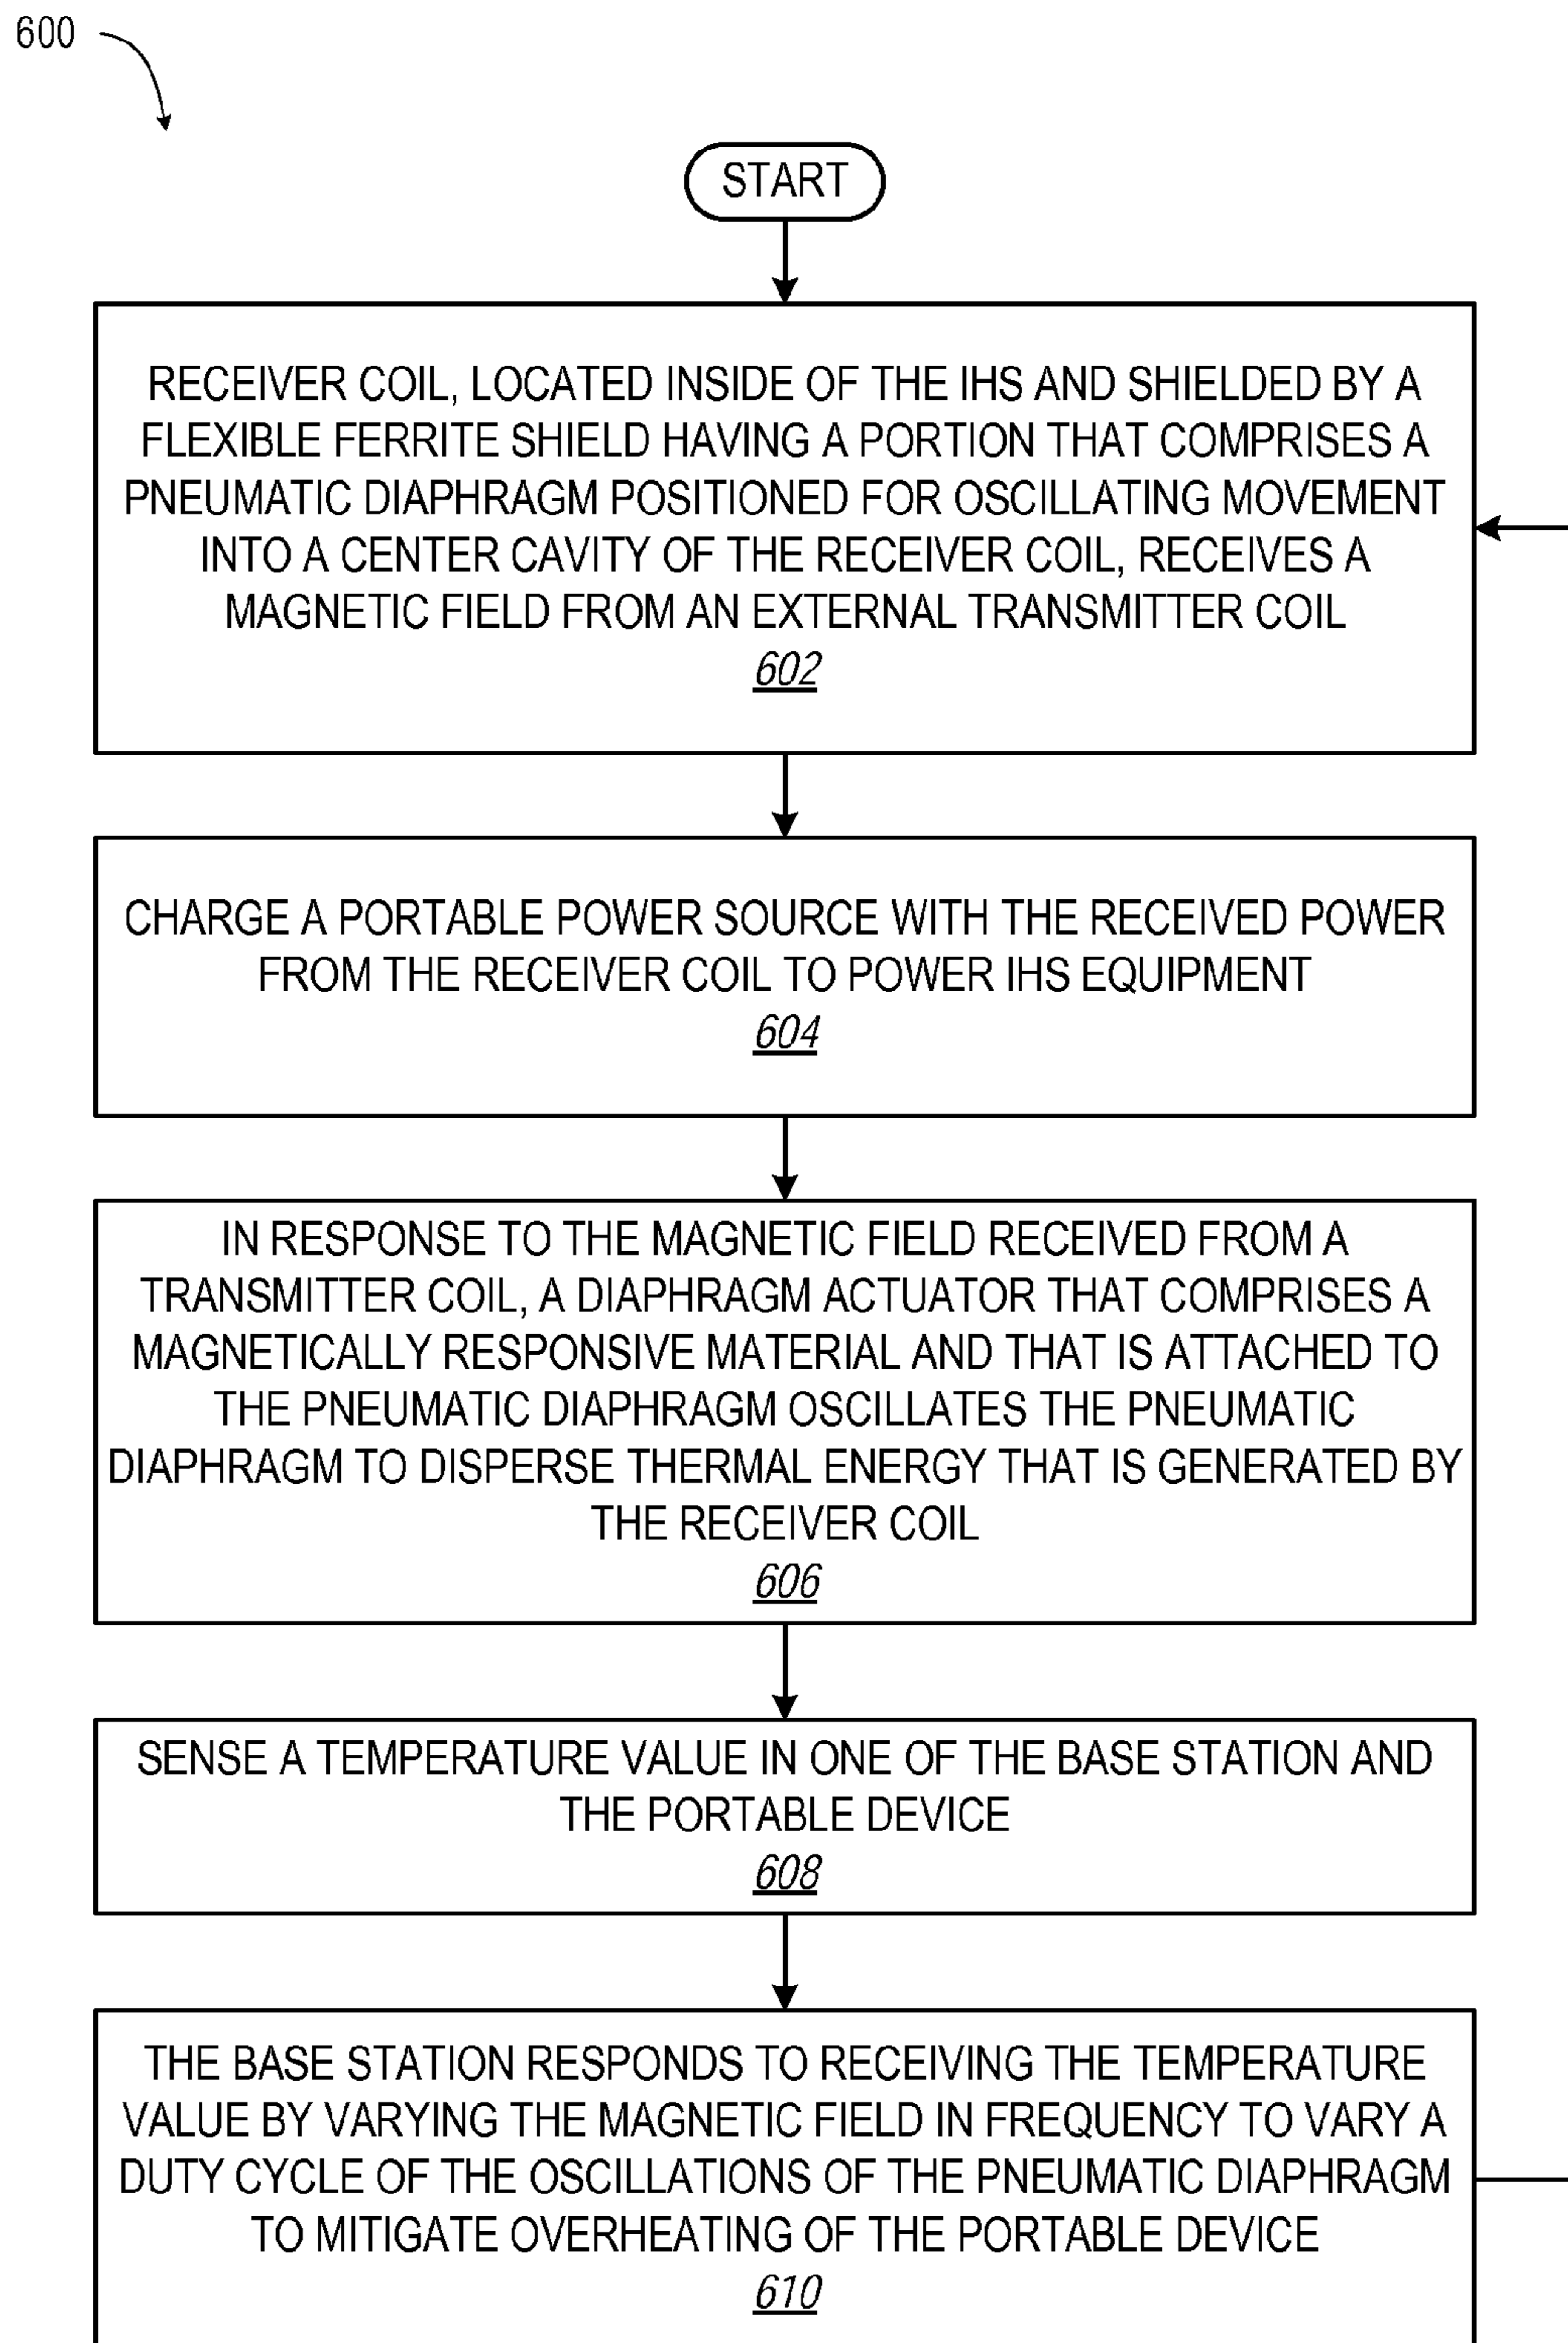 600
START
RECEIVER COIL, LOCATED INSIDE OF THE IHS AND SHIELDED BY A
FLEXIBLE FERRITE SHIELD HAVING A PORTION THAT COMPRISES A
PNEUMATIC DIAPHRAGM POSITIONED FOR OSCILLATING MOVEMENT
INTO A CENTER CAVITY OF THE RECEIVER COIL, RECEIVES A
MAGNETIC FIELD FROM AN EXTERNAL TRANSMITTER COIL
602
CHARGE A PORTABLE POWER SOURCE WITH THE RECEIVED POWER
FROM THE RECEIVER COIL TO POWER IHS EQUIPMENT
604
IN RESPONSE TO THE MAGNETIC FIELD RECEIVED FROM A
TRANSMITTER COIL, A DIAPHRAGM ACTUATOR THAT COMPRISES A
MAGNETICALLY RESPONSIVE MATERIAL AND THAT IS ATTACHED TO
THE PNEUMATIC DIAPHRAGM OSCILLATES THE PNEUMATIC
DIAPHRAGM TO DISPERSE THERMAL ENERGY THAT IS GENERATED BY
THE RECEIVER COIL
606
SENSE A TEMPERATURE VALUE IN ONE OF THE BASE STATION AND
THE PORTABLE DEVICE
608
THE BASE STATION RESPONDS TO RECEIVING THE TEMPERATURE
VALUE BY VARYING THE MAGNETIC FIELD IN FREQUENCY TO VARY A
DUTY CYCLE OF THE OSCILLATIONS OF THE PNEUMATIC DIAPHRAGM
TO MITIGATE OVERHEATING OF THE PORTABLE DEVICE
610